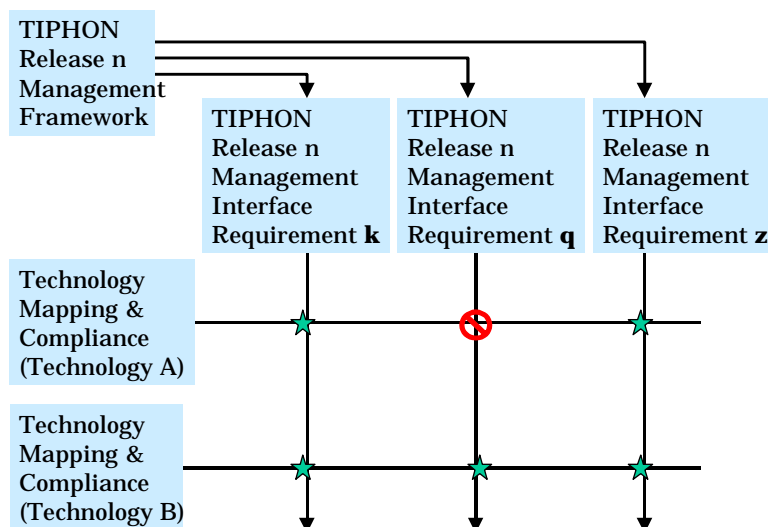 TIPHON
Release n
Management
Framework
TIPHON
Release n
Management
Interface
Requirement k
TIPHON
Release n
Management
Interface
Requirement q
TIPHON
Release n
Management
Interface
Requirement z
Technology
Mapping &
Compliance
(Technology A)
Technology
Mapping &
Compliance
(Technology B)